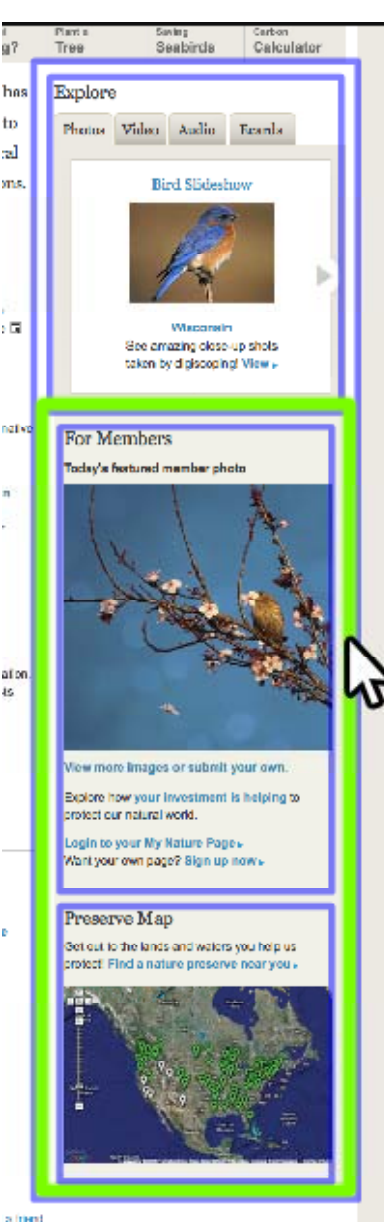 Plant a
Tree
Saving
Seabirds
Carbon
Calculator
g?
has
to
ons.
Explore
Photos Video Audio Ecards
Bird Slideshow
Wisconsin
See amazing close-up shots
taken by digiscoping! View
For Members
Today's featured member photo
View more images or submit your own.
Explore how your investment is helping to
protect our natural world.
Login to your My Nature Page
Want your own page? Sign up now
Preserve Map
Get out to the lands and waters you help us
protect! Find a nature preserve near you